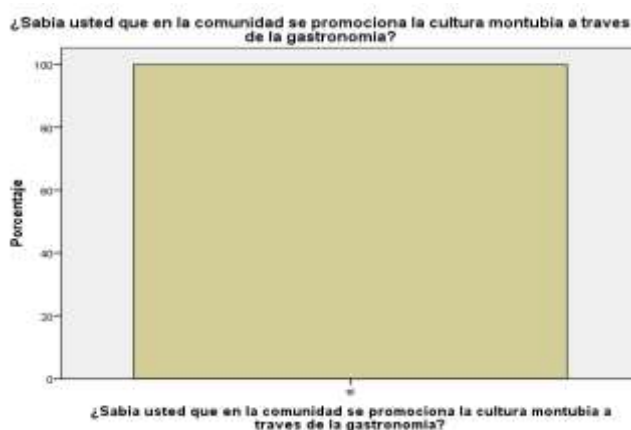 ¿Sabia usted que en la comunidad se promociona la cultura montubia a traves
de la gastronomia?
100
80
60
40
20
0
Porcentaje
¿Sabia usted que en la comunidad se promociona la cultura montubia a
traves de la gastronomia?